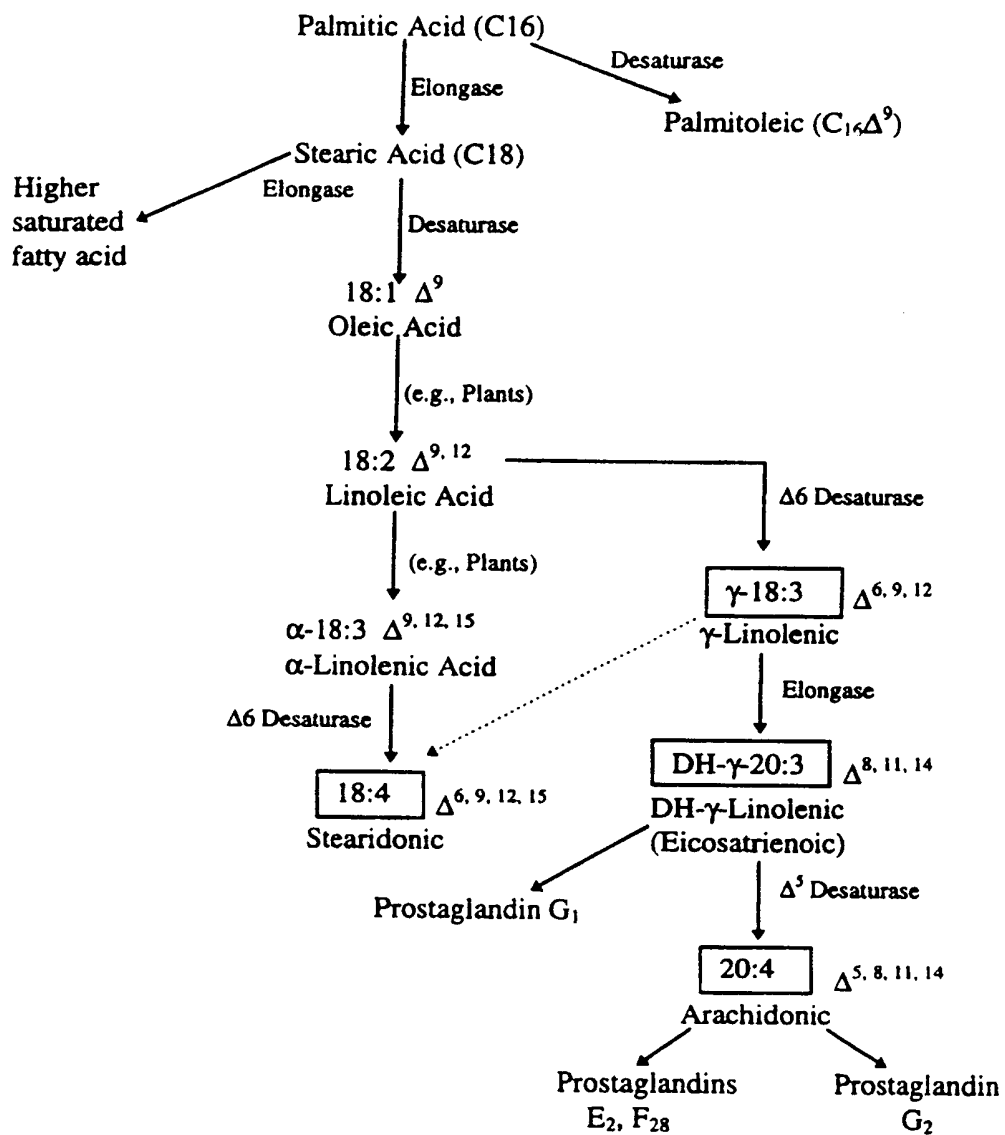 Palmitic Acid (C16)
Desaturase
Elongase
Palmitoleic (C₁₆Δ⁹)
Stearic Acid (C18)
Elongase
Higher
saturated
fatty acid
Desaturase
18:1 Δ⁹
Oleic Acid
(e.g., Plants)
18:2 Δ⁹, ¹²
Linoleic Acid
Δ6 Desaturase
(e.g., Plants)
γ-18:3 Δ⁶, ⁹, ¹²
γ-Linolenic
α-18:3 Δ⁹, ¹², ¹⁵
α-Linolenic Acid
Elongase
Δ6 Desaturase
DH-γ-20:3 Δ⁸, ¹¹, ¹⁴
DH-γ-Linolenic
(Eicosatrienoic)
18:4 Δ⁶, ⁹, ¹², ¹⁵
Stearidonic
Δ⁵ Desaturase
Prostaglandin G₁
20:4 Δ⁵, ⁸, ¹¹, ¹⁴
Arachidonic
Prostaglandins
E₂, F₂₈
Prostaglandin
G₂